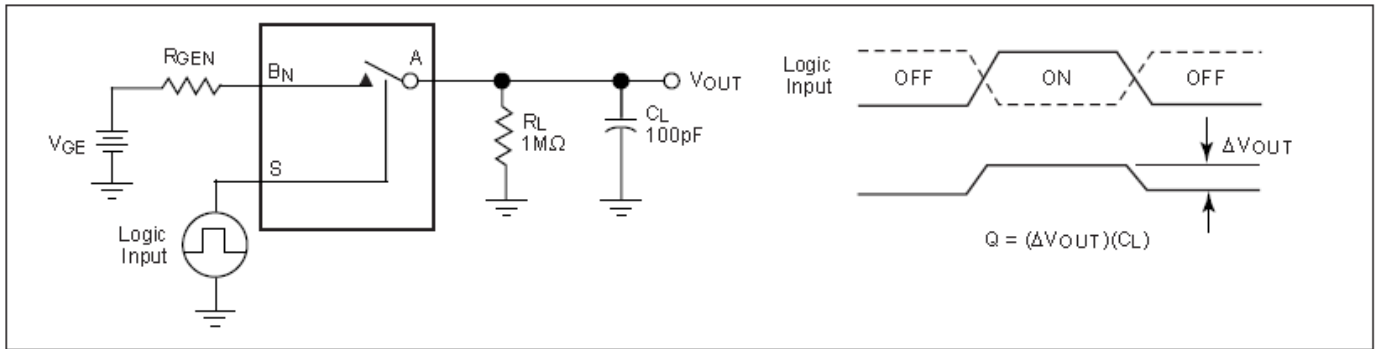 RGEN
BN
A
VGE
S
Logic
Input
RL
1MΩ
CL
100pF
VOUT
Logic
Input
OFF
ON
OFF
ΔVOUT
Q = (ΔVOUT)(CL)